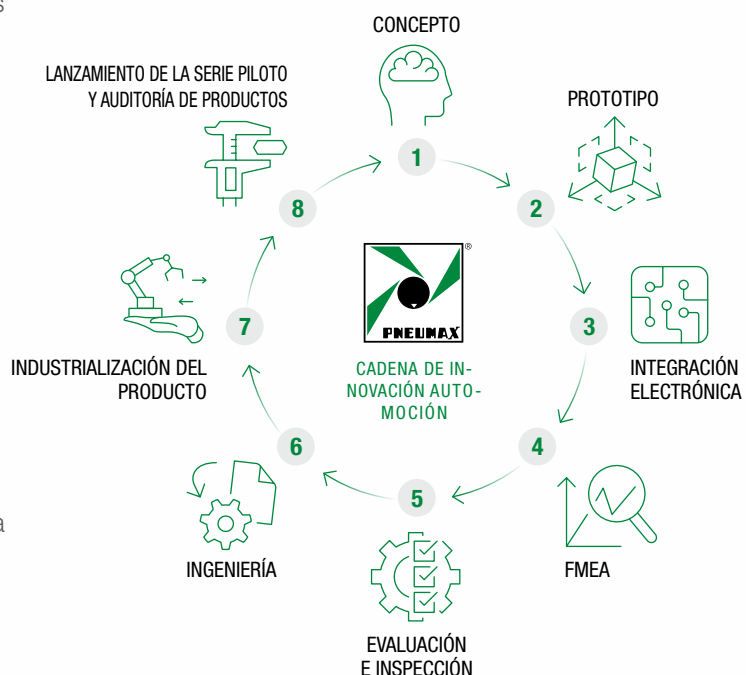 s
CONCEPTO
LANZAMIENTO DE LA SERIE PILOTO
Y AUDITORÍA DE PRODUCTOS
PROTOTIPO
1
8
2
®
PNEUMAX
7
3
CADENA DE IN-
NOVACIÓN AUTO-
MOCIÓN
INDUSTRIALIZACIÓN DEL
PRODUCTO
INTEGRACIÓN
ELECTRÓNICA
6
4
5
a
INGENIERÍA
FMEA
EVALUACIÓN
E INSPECCIÓN